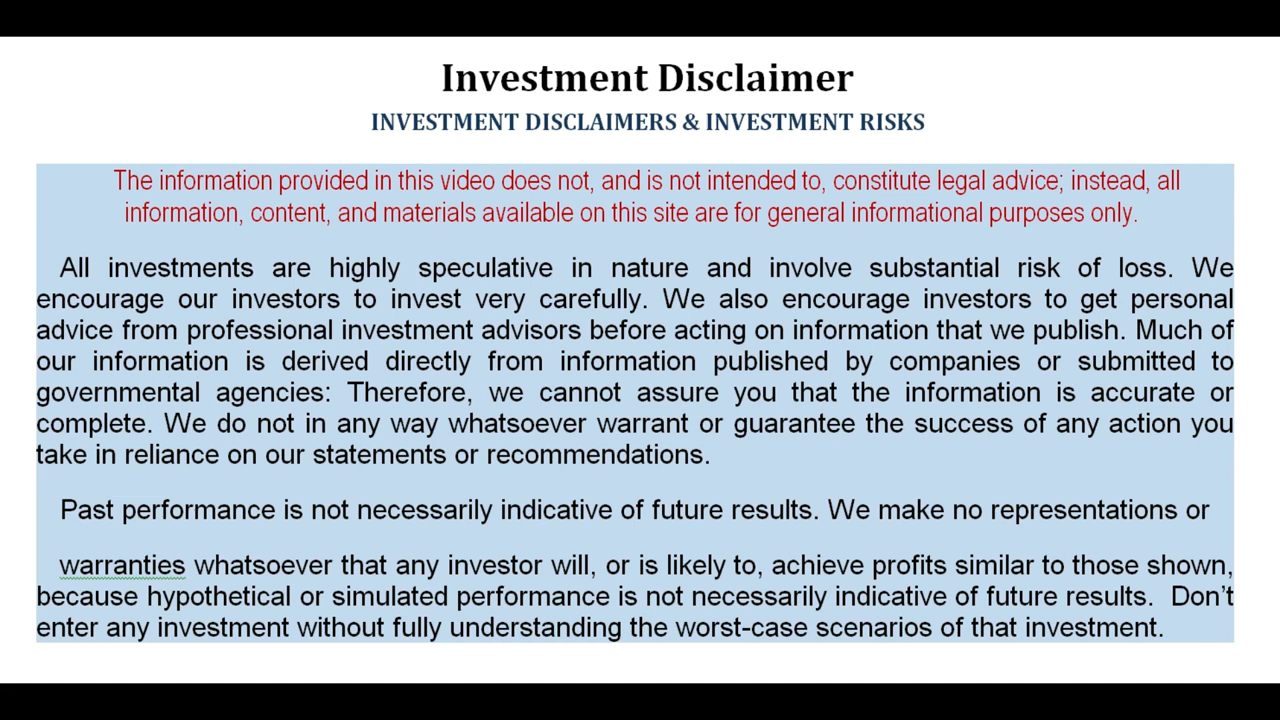 Investment Disclaimer
INVESTMENT DISCLAIMERS & INVESTMENT RISKS
The information provided in this video does not, and is not intended to, constitute legal advice; instead, all
information, content, and materials available on this site are for general informational purposes only.
All investments are highly speculative in nature and involve substantial risk of loss. We
encourage our investors to invest very carefully. We also encourage investors to get personal
advice from professional investment advisors before acting on information that we publish. Much of
our information is derived directly from information published by companies or submitted to
governmental agencies: Therefore, we cannot assure you that the information is accurate or
complete. We do not in any way whatsoever warrant or guarantee the success of any action you
take in reliance on our statements or recommendations.
Past performance is not necessarily indicative of future results. We make no representations or
warranties whatsoever that any investor will, or is likely to, achieve profits similar to those shown,
because hypothetical or simulated performance is not necessarily indicative of future results.  Don’t
enter any investment without fully understanding the worst-case scenarios of that investment.